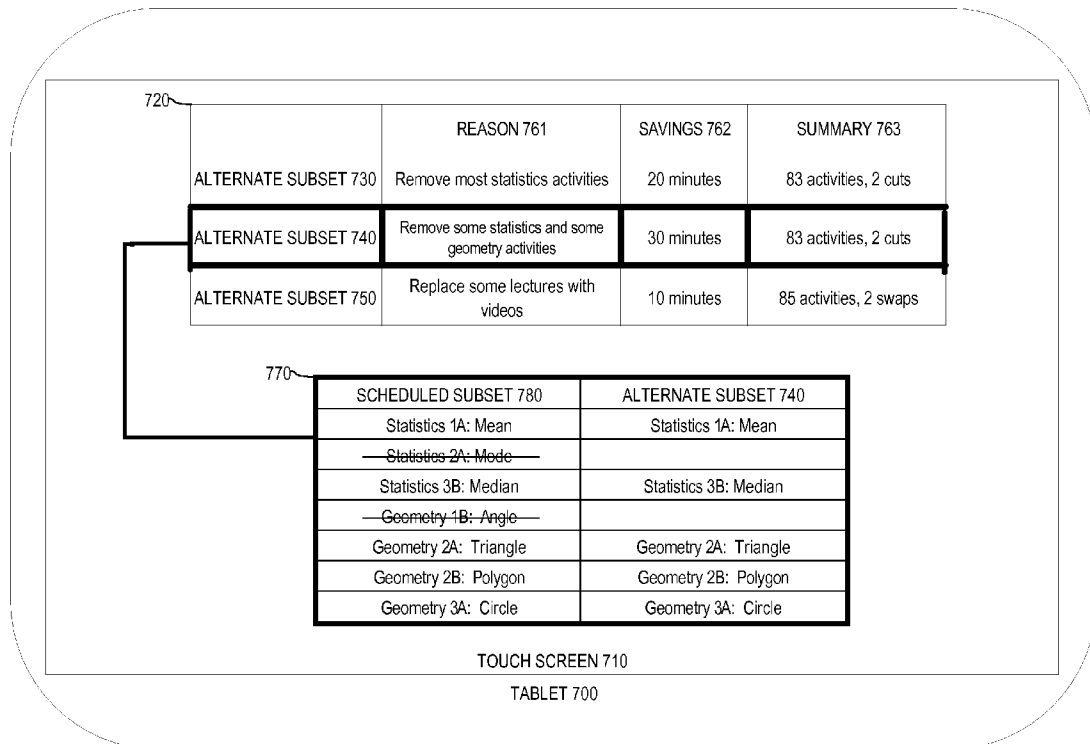 720
REASON 761 SAVINGS 762 SUMMARY 763
ALTERNATE SUBSET 730 Remove most statistics activities 20 minutes 83 activities, 2 cuts
ALTERNATE SUBSET 740 Remove some statistics and some geometry activities 30 minutes 83 activities, 2 cuts
ALTERNATE SUBSET 750 Replace some lectures with videos 10 minutes 85 activities, 2 swaps
770
SCHEDULED SUBSET 780 ALTERNATE SUBSET 740
Statistics 1A: Mean Statistics 1A: Mean
Statistics 2A: Mode
Statistics 3B: Median Statistics 3B: Median
Geometry 1B: Angle
Geometry 2A: Triangle Geometry 2A: Triangle
Geometry 2B: Polygon Geometry 2B: Polygon
Geometry 3A: Circle Geometry 3A: Circle
TOUCH SCREEN 710
TABLET 700